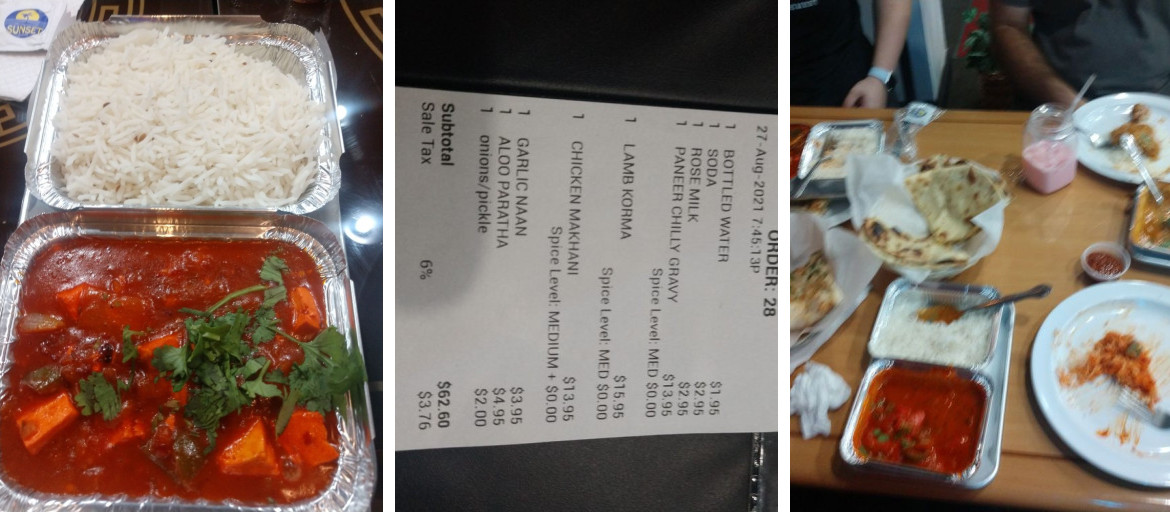 SUNSET
ORDER: 28
27-Aug-2021 7:45:13P
1 BOTTLED WATER $1.95
1 SODA $2.95
1 ROSE MILK $2.95
1 PANEER CHILLY GRAVY $13.95
Spice Level: MED $0.00
1 LAMB KORMA $15.95
Spice Level: MED $0.00
1 CHICKEN MAKHANI $13.95
Spice Level: MEDIUM+ $0.00
1 GARLIC NAAN $3.95
1 ALOO PARATHA $4.95
1 onions/pickle $2.00
Subtotal $62.60
Sale Tax 6% $3.76